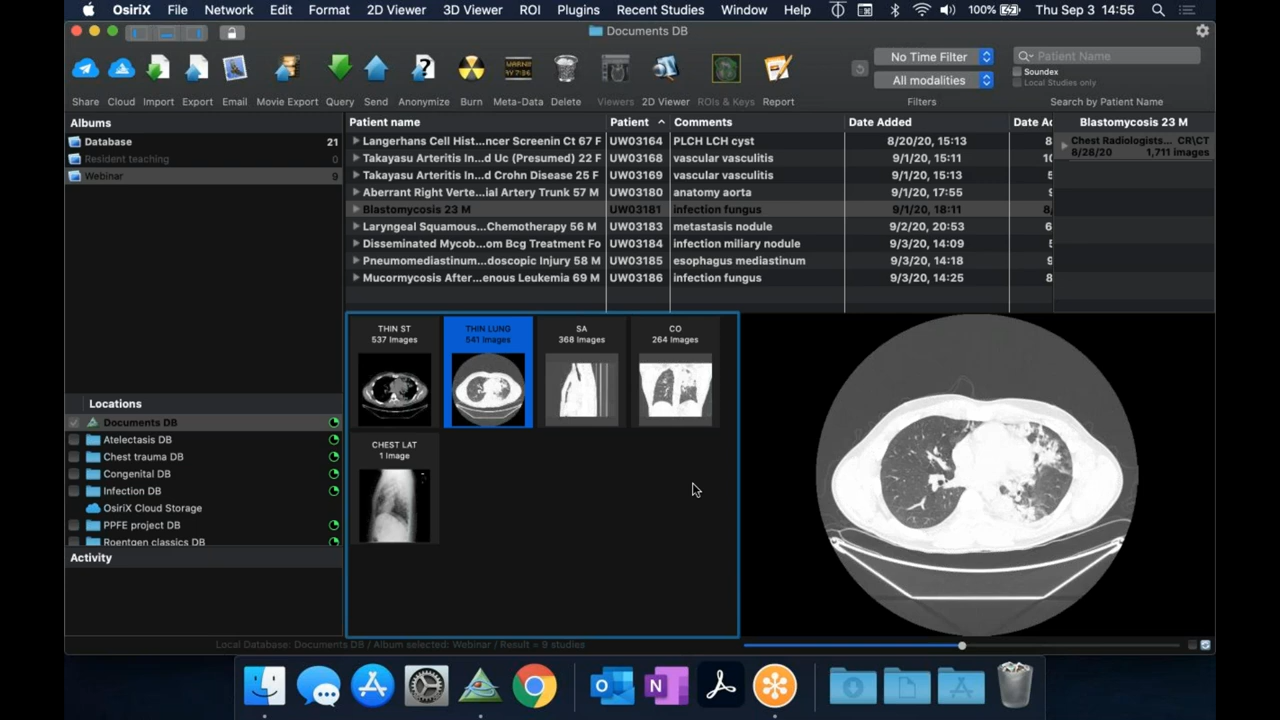 OsiriX File Network Edit Format 2D Viewer 3D Viewer ROI Plugins Recent Studies Window Help 100% Thu Sep 3 14:55
Documents DB
No Time Filter
Patient Name
All modalities
Soundex
Local Studies only
Share Cloud Import Export Email Movie Export Query Send Anonymize Burn Meta-Data Delete Viewers 2D Viewer ROIs & Keys Report Filters Search by Patient Name
Albums
Database 21
Resident teaching 0
Webinar 9
Patient name Patient Comments Date Added Date Ac
Langerhans Cell Hist...ncer Screenin Ct 67 F UW03164 PLCH LCH cyst 8/20/20, 15:13 8
Takayasu Arteritis In...d Uc (Presumed) 22 F UW03168 vascular vasculitis 9/1/20, 15:11 10
Takayasu Arteritis In...d Crohn Disease 25 F UW03169 vascular vasculitis 9/1/20, 15:13 5
Aberrant Right Verte...ial Artery Trunk 57 M UW03180 anatomy aorta 9/1/20, 17:55
Blastomycosis 23 M UW03181 infection fungus 9/1/20, 18:11 8/
Laryngeal Squamous...Chemotherapy 56 M UW03183 metastasis nodule 9/2/20, 20:53 6
Disseminated Mycob...om Bcg Treatment Fo UW03184 infection miliary nodule 9/3/20, 14:09
Pneumomediastinum...doscopic Injury 58 M UW03185 esophagus mediastinum 9/3/20, 14:18
Mucormycosis After...enous Leukemia 69 M UW03186 infection fungus 9/3/20, 14:25 8
Blastomycosis 23 M
Chest Radiologists... CR\CT
8/28/20 1,711 images
THIN ST
537 Images
THIN LUNG
541 Images
SA
368 Images
CO
264 Images
CHEST LAT
1 Image
Locations
Documents DB
Atelectasis DB
Chest trauma DB
Congenital DB
Infection DB
OsiriX Cloud Storage
PPFE project DB
Roentgen classics DB
Activity
Local Database: Documents DB / Album selected: Webinar / Result = 9 studies